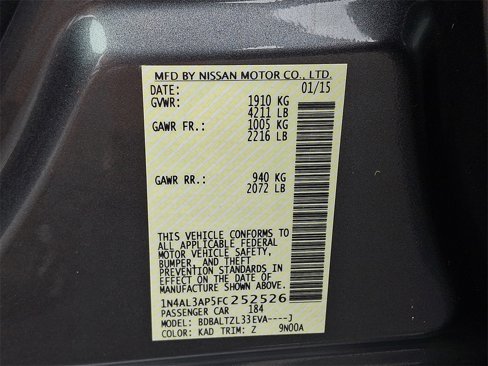 MFD BY NISSAN MOTOR CO., LTD.
DATE: 01/15
GVWR: 1910 KG
4211 LB
GAWR FR.: 1005 KG
2216 LB
GAWR RR.: 940 KG
2072 LB
THIS VEHICLE CONFORMS TO
ALL APPLICABLE FEDERAL
MOTOR VEHICLE SAFETY,
BUMPER, AND THEFT
PREVENTION STANDARDS IN
EFFECT ON THE DATE OF
MANUFACTURE SHOWN ABOVE.
1N4AL3AP5FC252526
PASSENGER CAR 184
MODEL: BDBALTZL33EVA----J
COLOR: KAD TRIM: Z 9N00A